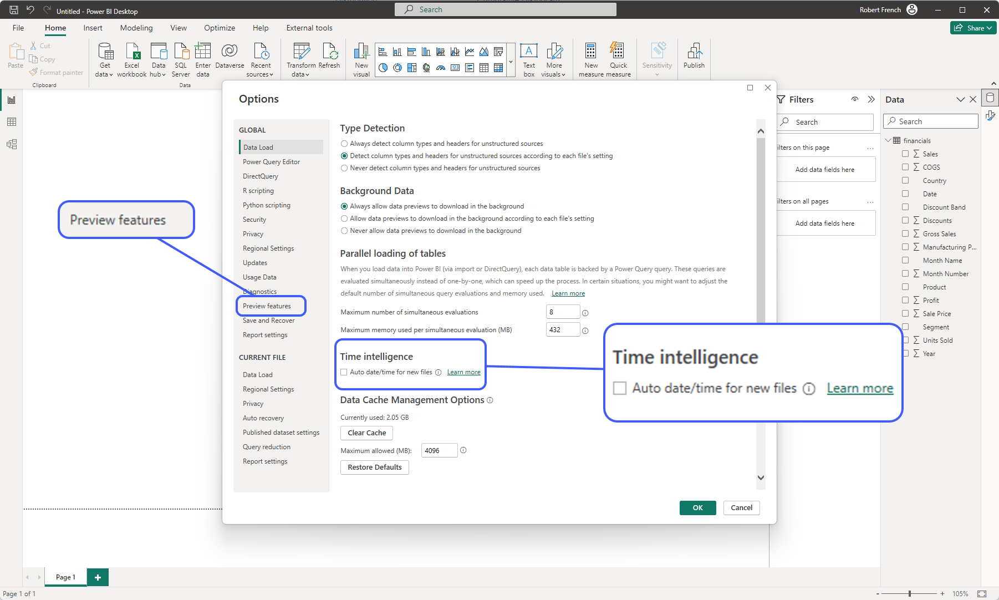 Untitled - Power BI Desktop
Search
Robert French
File
Home
Insert
Modeling
View
Optimize
Help
External tools
Share
Paste
Cut
Copy
Format painter
Clipboard
Get
data
Excel
workbook
Data
hub
SQL
Server
Enter
data
Dataverse
Recent
sources
Data
Transform
data
Refresh
New
visual
123
A
Text
box
More
visuals
New
measure
Quick
measure
Sensitivity
Publish
Options
GLOBAL
Data Load
Power Query Editor
DirectQuery
R scripting
Python scripting
Security
Privacy
Regional Settings
Updates
Usage Data
Diagnostics
Preview features
Save and Recover
Report settings
CURRENT FILE
Data Load
Regional Settings
Privacy
Auto recovery
Published dataset settings
Query reduction
Report settings
Preview features
Type Detection
Always detect column types and headers for unstructured sources
Detect column types and headers for unstructured sources according to each file's setting
Never detect column types and headers for unstructured sources
Background Data
Always allow data previews to download in the background
Allow data previews to download in the background according to each file's setting
Never allow data previews to download in the background
Parallel loading of tables
When you load data into Power BI (via import or DirectQuery), each data table is backed by a Power Query query. These queries are
evaluated simultaneously instead of one-by-one, which can speed up the process. In certain situations, you might want to adjust the
default number of simultaneous query evaluations and memory used. Learn more
Maximum number of simultaneous evaluations 8
Maximum memory used per simultaneous evaluation (MB) 432
Time intelligence
Auto date/time for new files Learn more
Data Cache Management Options
Currently used: 2.05 GB
Clear Cache
Maximum allowed (MB): 4096
Restore Defaults
OK
Cancel
Time intelligence
Auto date/time for new files Learn more
Filters
Search
ilters on this page ...
Add data fields here
ilters on all pages ...
Add data fields here
Data
Search
financials
Σ Sales
Σ COGS
Country
Date
Discount Band
Σ Discounts
Σ Gross Sales
Σ Manufacturing P...
Month Name
Σ Month Number
Product
Σ Profit
Σ Sale Price
Segment
Σ Units Sold
Σ Year
Page 1
+
Page 1 of 1
- + 105%